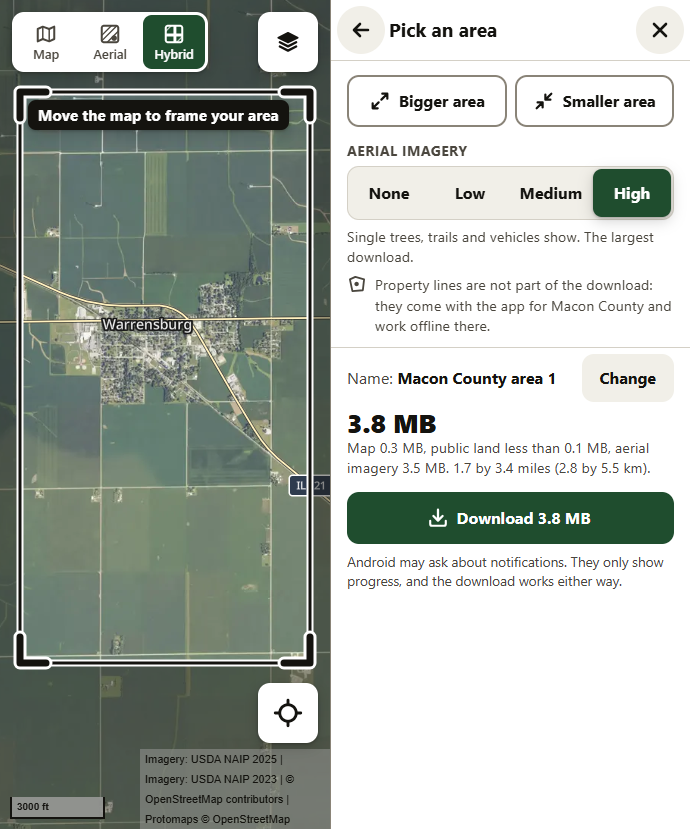 Map
Aerial
Hybrid
Move the map to frame your area
Warrensburg
IL 121
3000 ft
Imagery: USDA NAIP 2025 |
Imagery: USDA NAIP 2023 | ©
OpenStreetMap contributors |
Protomaps © OpenStreetMap
Pick an area
Bigger area
Smaller area
AERIAL IMAGERY
None
Low
Medium
High
Single trees, trails and vehicles show. The largest
download.
Property lines are not part of the download:
they come with the app for Macon County and
work offline there.
Name: Macon County area 1
Change
3.8 MB
Map 0.3 MB, public land less than 0.1 MB, aerial
imagery 3.5 MB. 1.7 by 3.4 miles (2.8 by 5.5 km).
Download 3.8 MB
Android may ask about notifications. They only show
progress, and the download works either way.